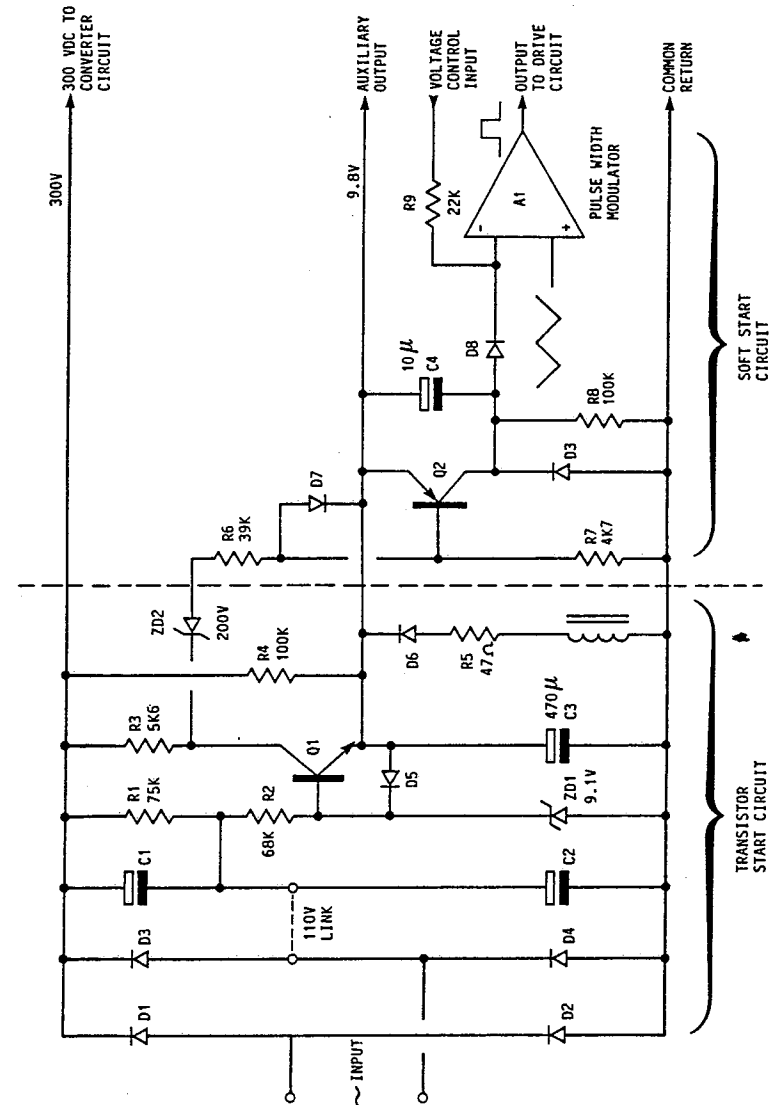 300 VDC TO
CONVERTER
CIRCUIT
AUXILIARY
OUTPUT
VOLTAGE
CONTROL
INPUT
OUTPUT
TO DRIVE
CIRCUIT
COMMON
RETURN
300V
9.8V
R9
22K
A1
-
+
PULSE WIDTH
MODULATOR
10 µ
C4
D8
R8
100K
D7
Q2
D3
R6
39K
R7
4K7
SOFT START
CIRCUIT
ZD2
200V
R4
100K
D6
R5
47Ω
R3
5K6
Q1
470 µ
C3
D5
R1
75K
R2
68K
ZD1
9.1V
C1
C2
D3
110V
LINK
D4
D1
D2
~ INPUT
TRANSISTOR
START CIRCUIT